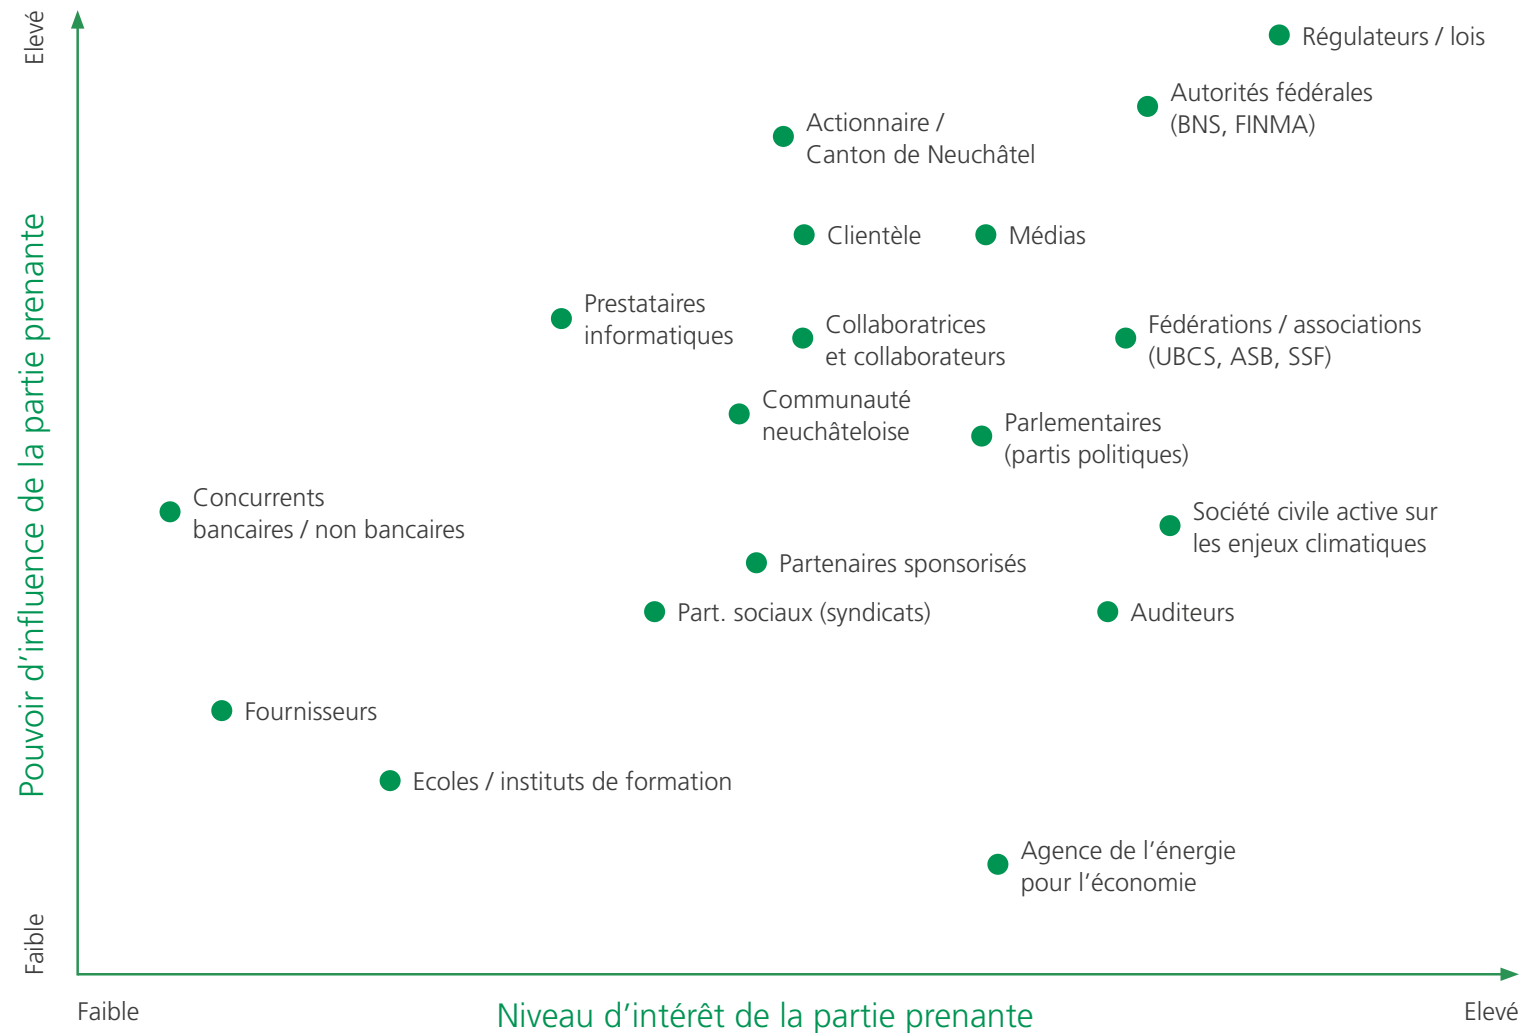 Elevé
Régulateurs / lois
Autorités fédérales
(BNS, FINMA)
Actionnaire /
Canton de Neuchâtel
Clientèle
Médias
Prestataires
informatiques
Collaboratrices
et collaborateurs
Fédérations / associations
(UBCS, ASB, SSF)
Communauté
neuchâteloise
Parlementaires
(partis politiques)
Concurrents
bancaires / non bancaires
Société civile active sur
les enjeux climatiques
Partenaires sponsorisés
Part. sociaux (syndicats)
Auditeurs
Fournisseurs
Ecoles / instituts de formation
Agence de l’énergie
pour l’économie
Pouvoir d’influence de la partie prenante
Faible
Faible
Niveau d’intérêt de la partie prenante
Elevé